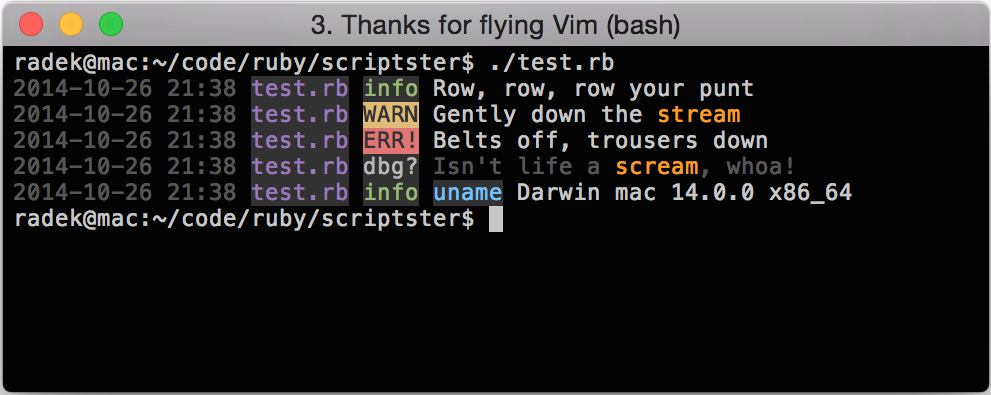 3. Thanks for flying Vim (bash)
radek@mac:~/code/ruby/scriptster$ ./test.rb
2014-10-26 21:38 test.rb info Row, row, row your punt
2014-10-26 21:38 test.rb WARN Gently down the stream
2014-10-26 21:38 test.rb ERR! Belts off, trousers down
2014-10-26 21:38 test.rb dbg? Isn't life a scream, whoa!
2014-10-26 21:38 test.rb info uname Darwin mac 14.0.0 x86_64
radek@mac:~/code/ruby/scriptster$